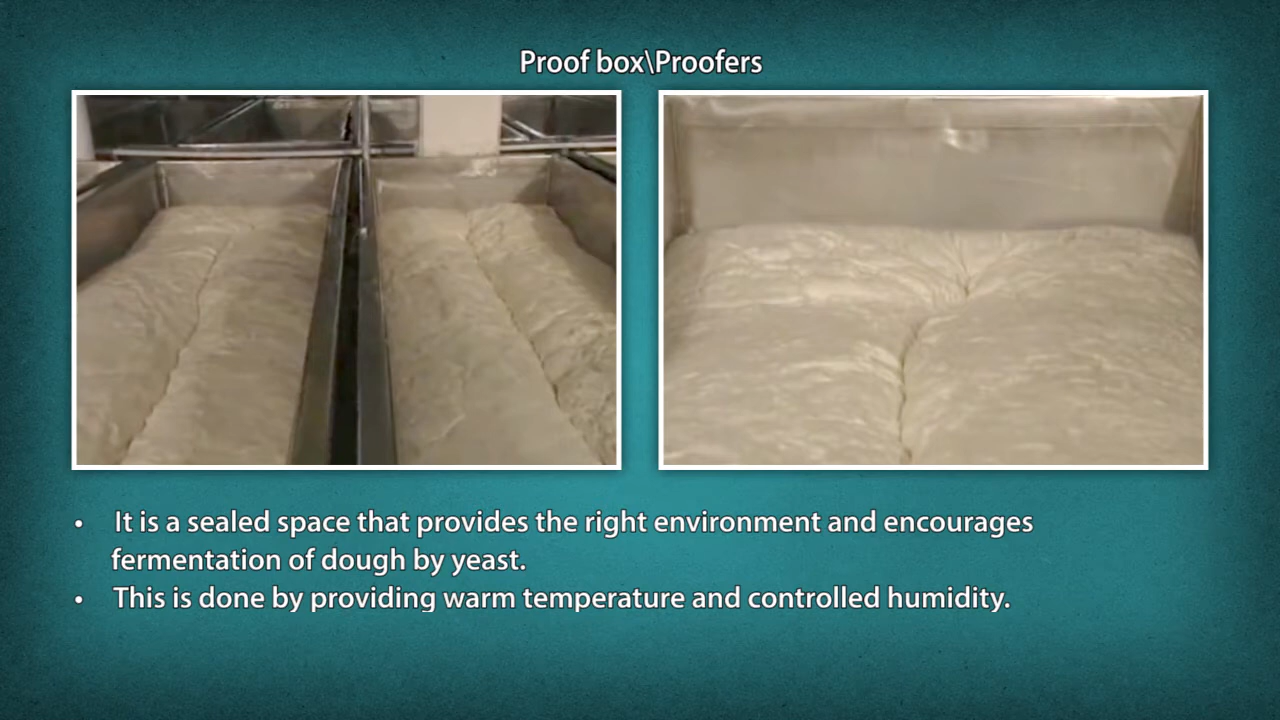 Proof box\Proofers
• It is a sealed space that provides the right environment and encourages
fermentation of dough by yeast.
• This is done by providing warm temperature and controlled humidity.